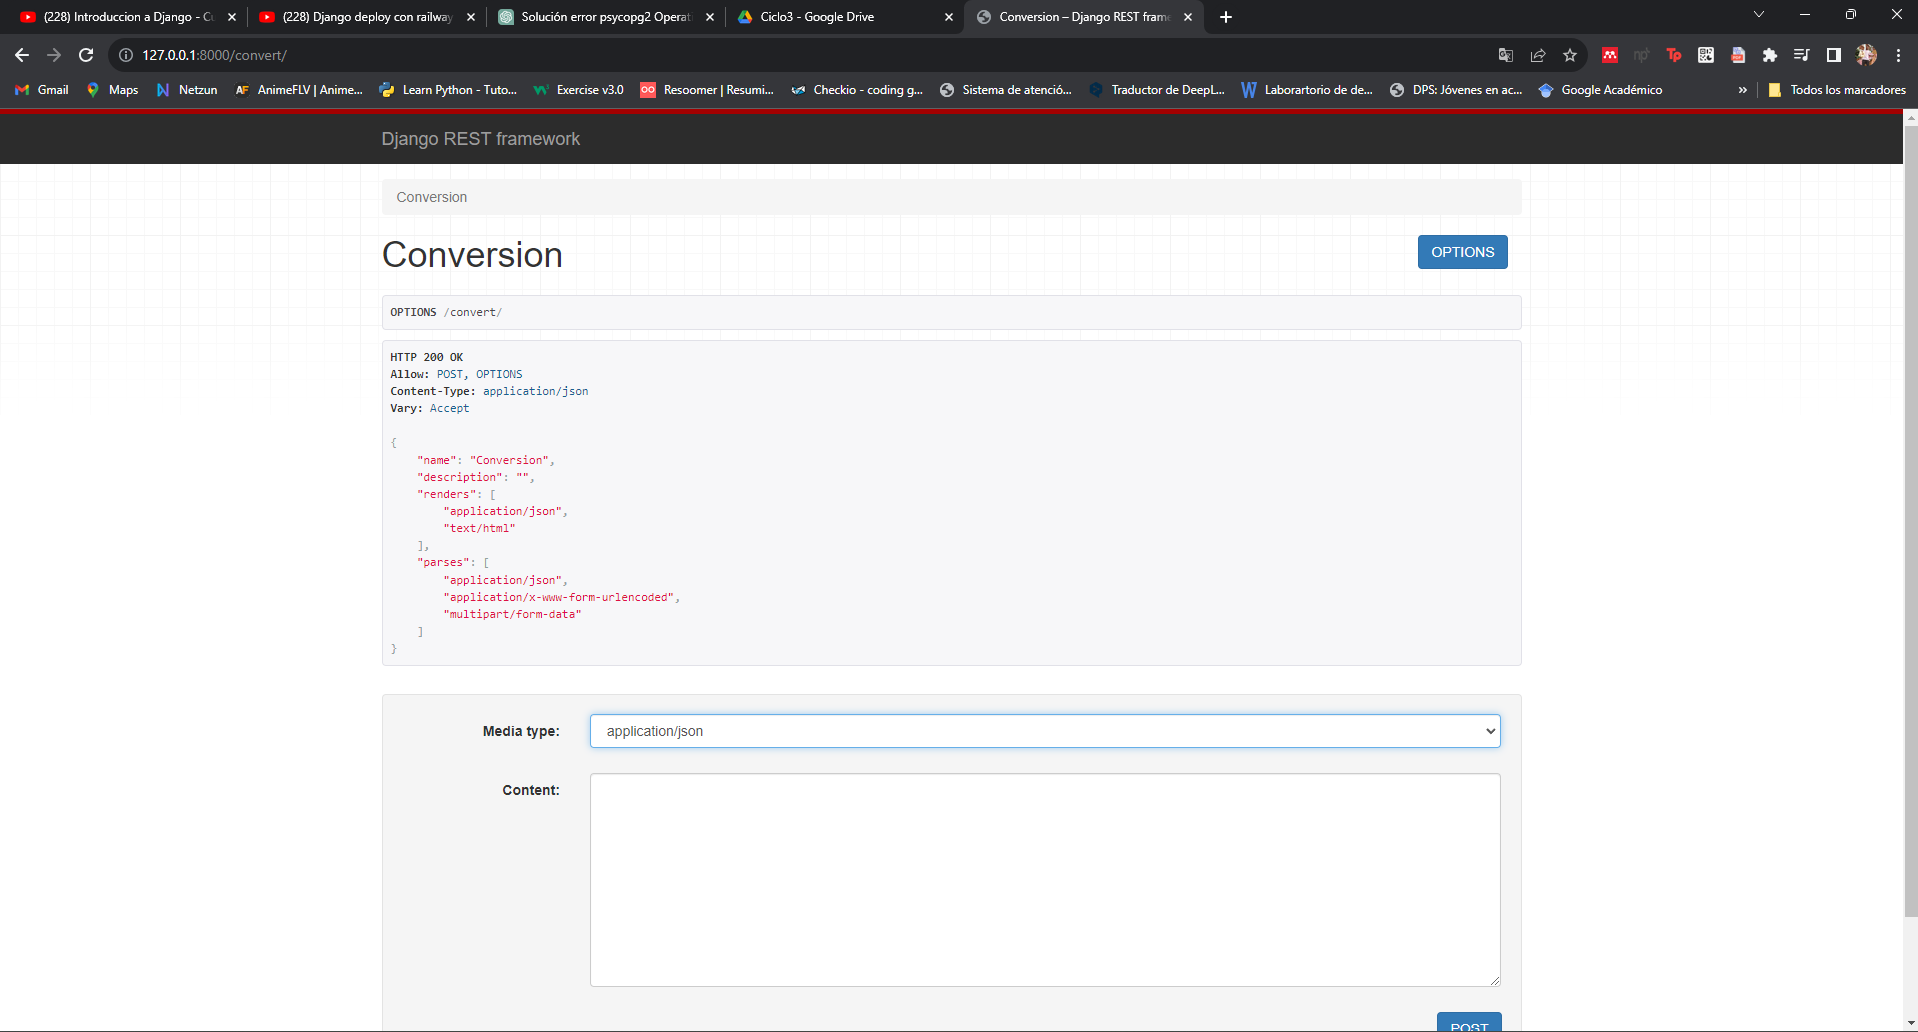 (228) Introduccion a Django - Cu
(228) Django deploy con railway
Solución error psycopg2 Operati
Ciclo3 - Google Drive
Conversion – Django REST frame
127.0.0.1:8000/convert/
Gmail
Maps
Netzun
AnimeFLV | Anime...
Learn Python - Tuto...
Exercise v3.0
Resoomer | Resumi...
Checkio - coding g...
Sistema de atenció...
Traductor de DeepL...
Laborartorio de de...
DPS: Jóvenes en ac...
Google Académico
»
Todos los marcadores
Django REST framework
Conversion
Conversion
OPTIONS
OPTIONS /convert/
HTTP 200 OK
Allow: POST, OPTIONS
Content-Type: application/json
Vary: Accept
{
"name": "Conversion",
"description": "",
"renders": [
"application/json",
"text/html"
],
"parses": [
"application/json",
"application/x-www-form-urlencoded",
"multipart/form-data"
]
}
Media type:
application/json
Content:
POST